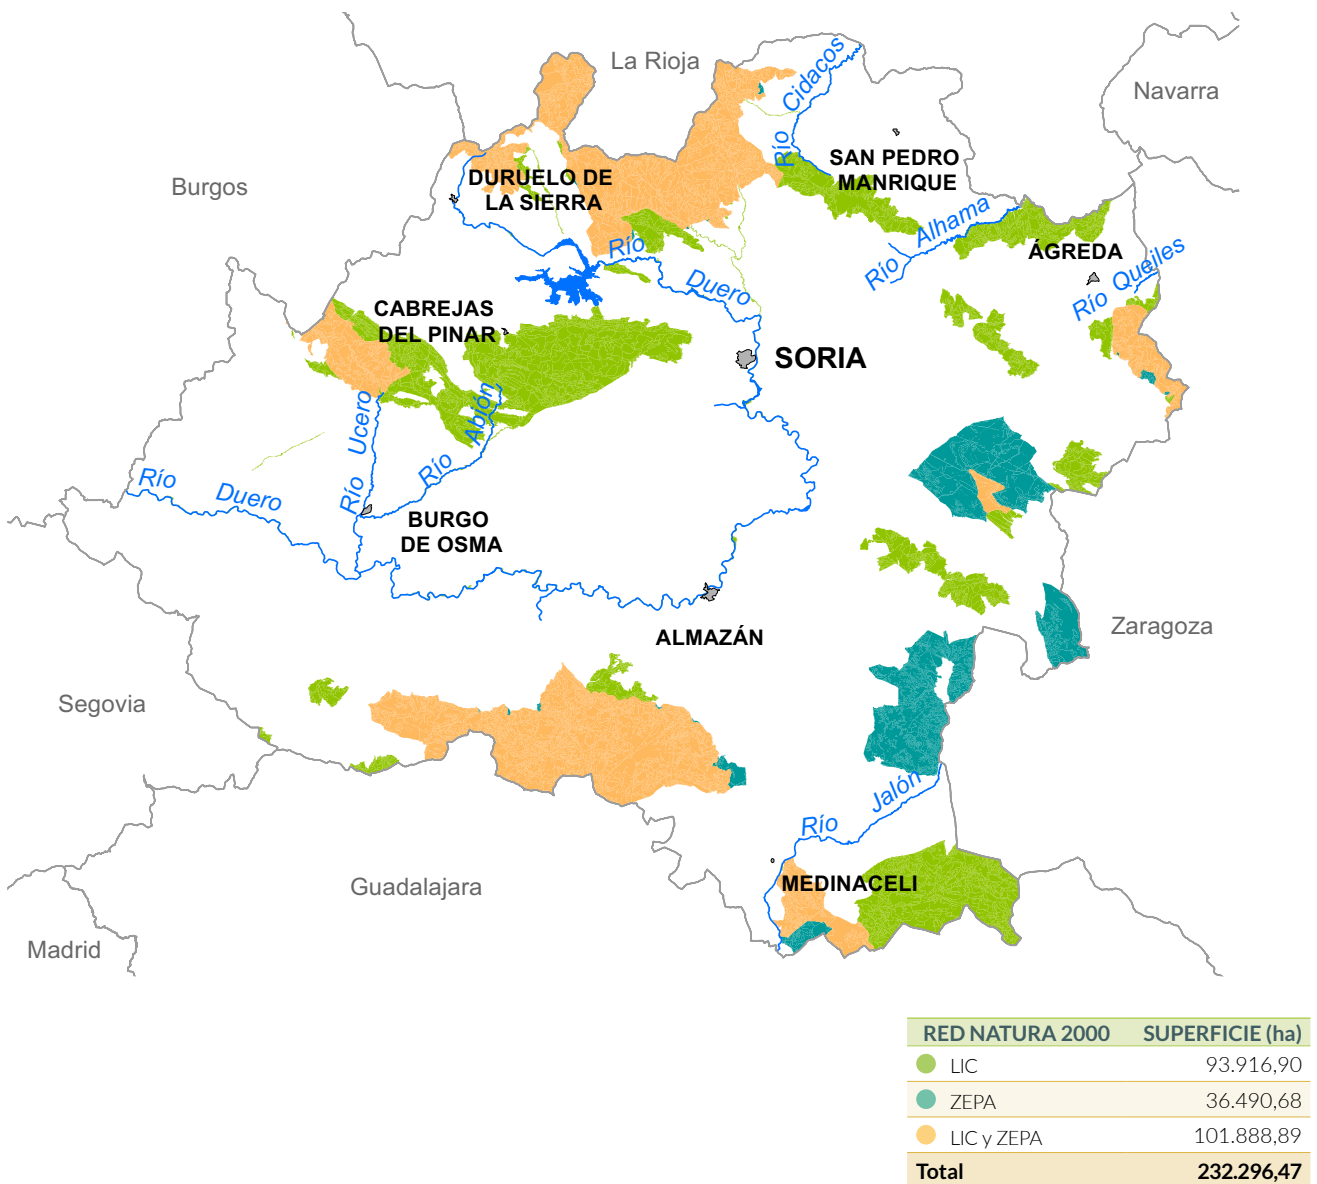 La Rioja
Navarra
Burgos
Río Cidacos
SAN PEDRO
MANRIQUE
DURUELO DE
LA SIERRA
Río Alhama
ÁGREDA
Río Queiles
Río Duero
CABREJAS
DEL PINAR
SORIA
Río Ucero
Río Abión
Río Duero
BURGO
DE OSMA
ALMAZÁN
Zaragoza
Segovia
Río Jalón
MEDINACELI
Guadalajara
Madrid
RED NATURA 2000 SUPERFICIE (ha)
LIC 93.916,90
ZEPA 36.490,68
LIC y ZEPA 101.888,89
Total 232.296,47